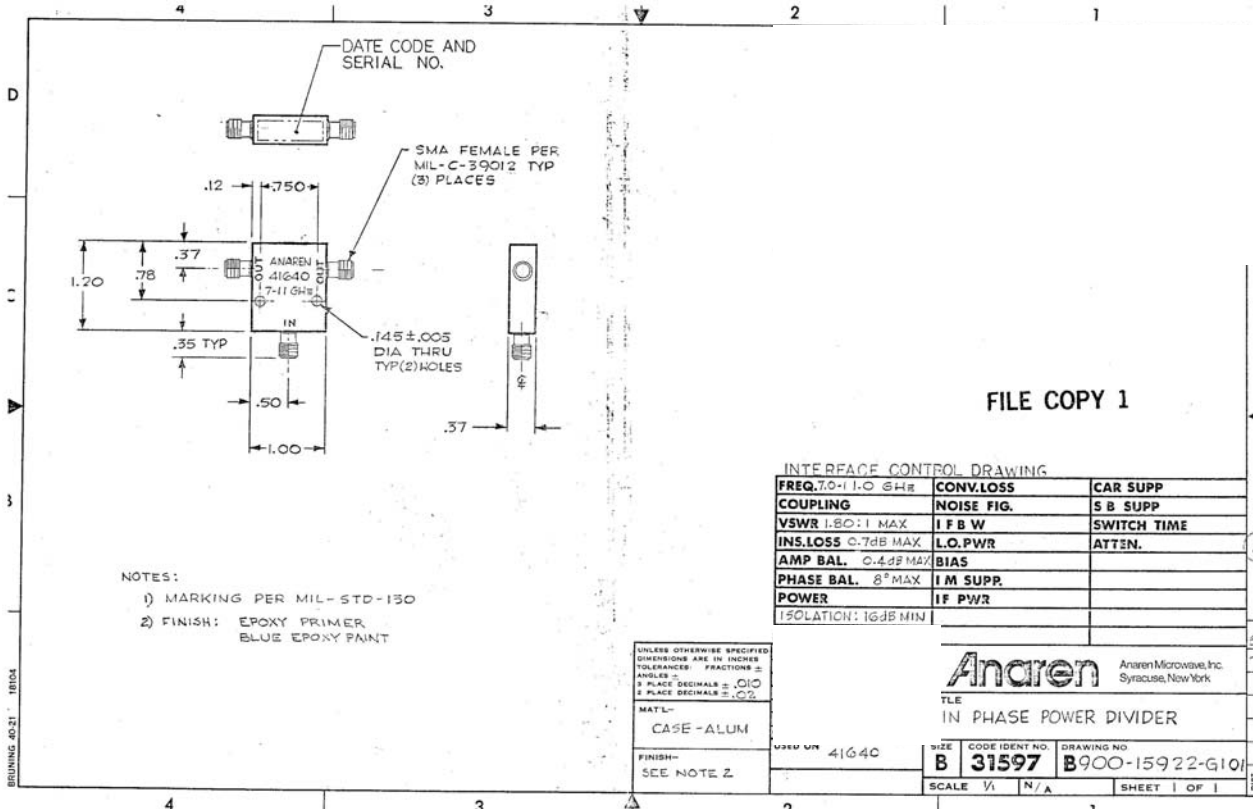 4
3
2
1
D
C
B
DATE CODE AND
SERIAL NO.
SMA FEMALE PER
MIL-C-39012 TYP
(3) PLACES
.12
.750
.37
.78
1.20
.35 TYP
OUT
ANAREN
41640
7-11 GHz
OUT
IN
.145±.005
DIA THRU
TYP(2)HOLES
.50
1.00
.37
℄
FILE COPY 1
NOTES:
1) MARKING PER MIL-STD-130
2) FINISH: EPOXY PRIMER
BLUE EPOXY PAINT
INTERFACE CONTROL DRAWING
FREQ. 7.0-11.0 GHz CONV.LOSS CAR SUPP
COUPLING NOISE FIG. S B SUPP
VSWR 1.80:1 MAX I F B W SWITCH TIME
INS.LOSS 0.7dB MAX L.O.PWR ATTEN.
AMP BAL. 0.4dB MAX BIAS
PHASE BAL. 8° MAX I M SUPP.
POWER IF PWR
ISOLATION: 16dB MIN
UNLESS OTHERWISE SPECIFIED
DIMENSIONS ARE IN INCHES
TOLERANCES: FRACTIONS ±
ANGLES ±
3 PLACE DECIMALS ± .010
2 PLACE DECIMALS ± .02
MAT'L-
CASE-ALUM
FINISH-
SEE NOTE 2
USED ON 41640
Anaren
Anaren Microwave, Inc.
Syracuse, New York
TLE
IN PHASE POWER DIVIDER
SIZE CODE IDENT NO. DRAWING NO.
B 31597 B900-15922-G101
SCALE 1/1 N/A SHEET 1 OF 1
BRUNING 40-21 18104
4
3
2
1